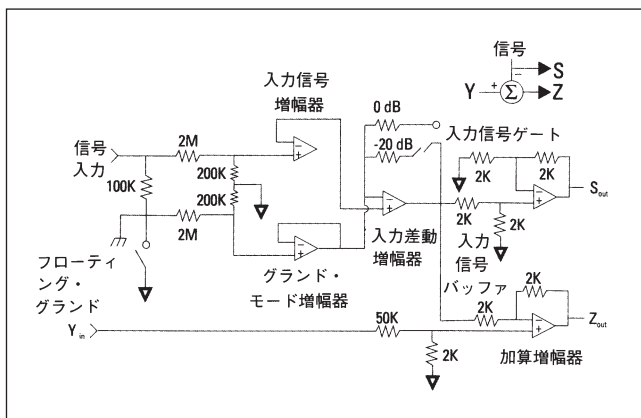 信号
S
Y
+
−
Σ
Z
入力信号
増幅器
0 dB
-20 dB
入力信号ゲート
信号
入力
2M
100K
200K
200K
2M
2K
2K
S out
2K
2K
入力差動
増幅器
入力
信号
バッファ
フローティ
ング・
グランド
グランド・
モード増幅器
Y in
50K
2K
2K
2K
Z out
加算増幅器
−
+
−
+
−
+
−
+
−
+